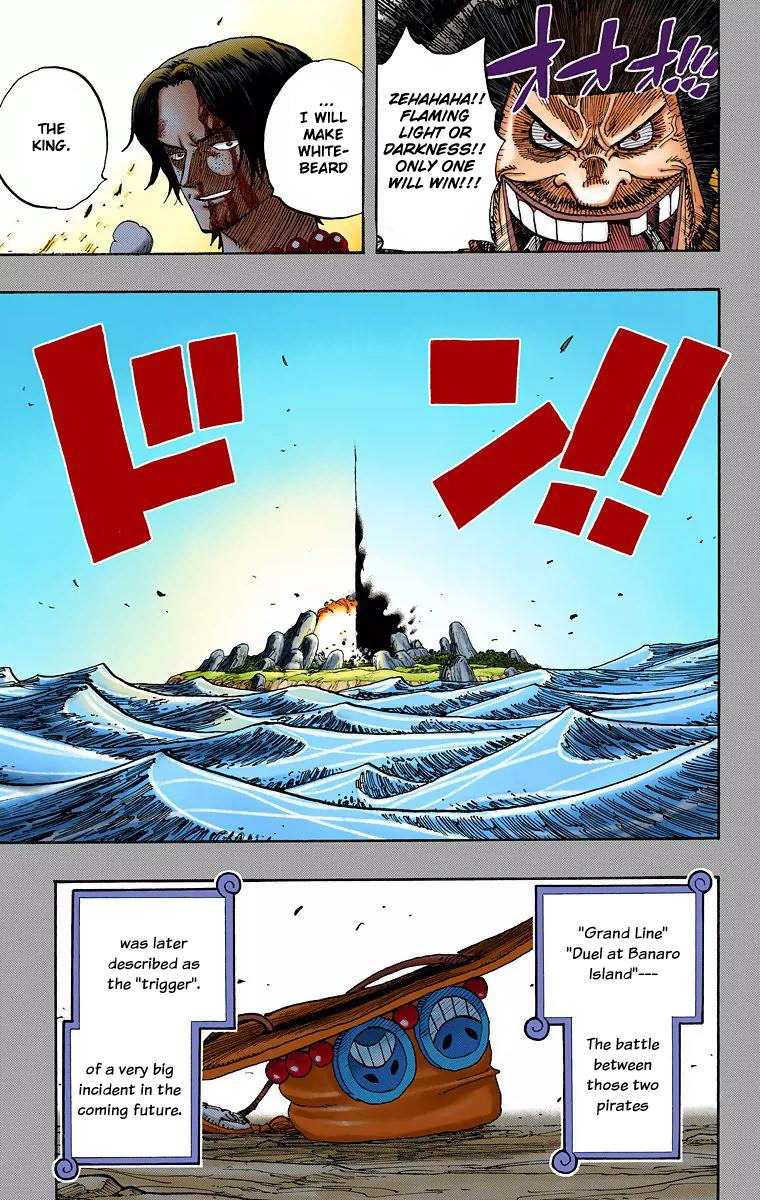 オオオ!!!
ZEHAHAHA!!
FLAMING
LIGHT OR
DARKNESS!!
ONLY ONE
WILL WIN!!!
...
I WILL
MAKE
WHITE-
BEARD
THE
KING.
ドン!!
"Grand Line"
"Duel at Banaro
Island"---
The battle
between
those two
pirates
was later
described as
the "trigger".
of a very big
incident in the
coming future.